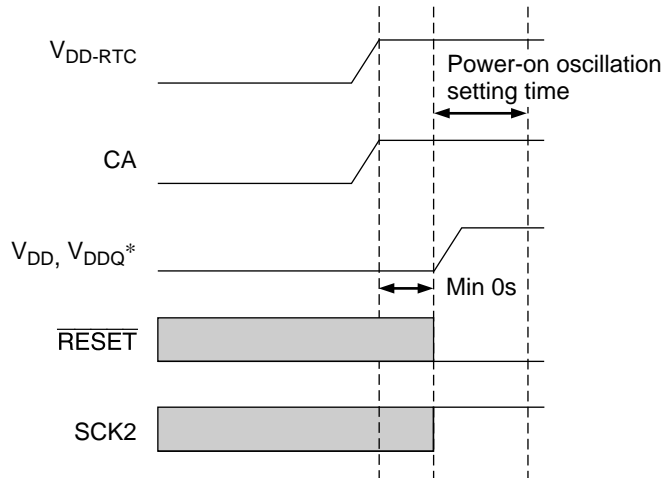 VDD-RTC
Power-on oscillation
setting time
CA
VDD, VDDQ*
Min 0s
RESET
SCK2